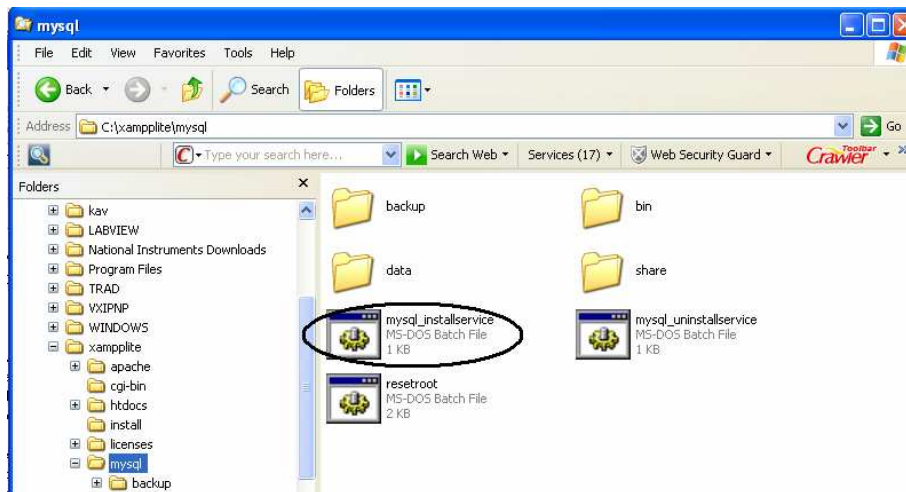 mysql
File Edit View Favorites Tools Help
Back Search Folders
Address C:\xampplite\mysql Go
Type your search here... Search Web Services (17) Web Security Guard Crawler Toolbar
Folders
kav
LABVIEW
National Instruments Downloads
Program Files
TRAD
VXIPNP
WINDOWS
xampplite
apache
cgi-bin
htdocs
install
licenses
mysql
backup
backup
bin
data
share
mysql_installservice
MS-DOS Batch File
1 KB
mysql_uninstallservice
MS-DOS Batch File
1 KB
resetroot
MS-DOS Batch File
2 KB